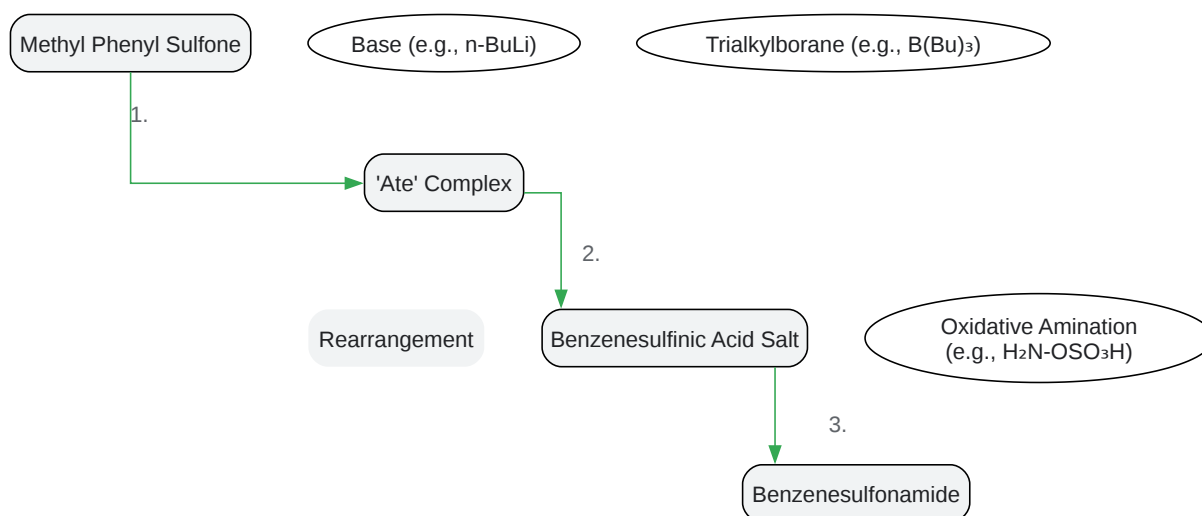 Methyl Phenyl Sulfone
Base (e.g., n-BuLi)
Trialkylborane (e.g., B(Bu)₃)
1.
'Ate' Complex
2.
Rearrangement
Benzenesulfinic Acid Salt
Oxidative Amination
(e.g., H₂N-OSO₃H)
3.
Benzenesulfonamide